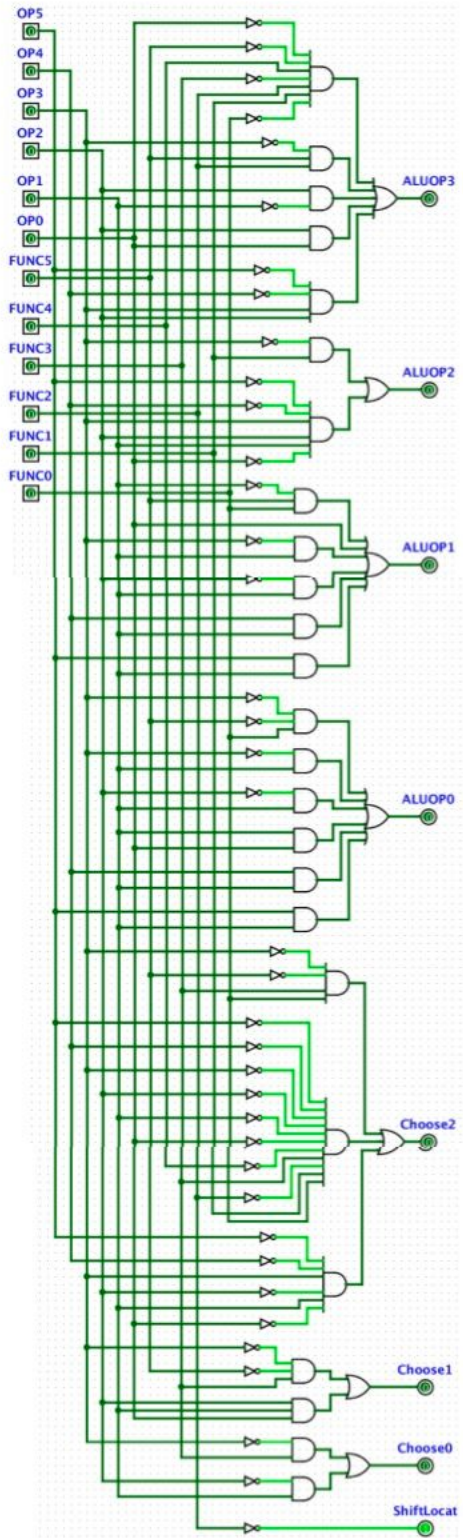 OP5
OP4
OP3
OP2
OP1
OP0
FUNC5
FUNC4
FUNC3
FUNC2
FUNC1
FUNC0
ALUOP3
ALUOP2
ALUOP1
ALUOP0
Choose2
Choose1
Choose0
ShiftLocat